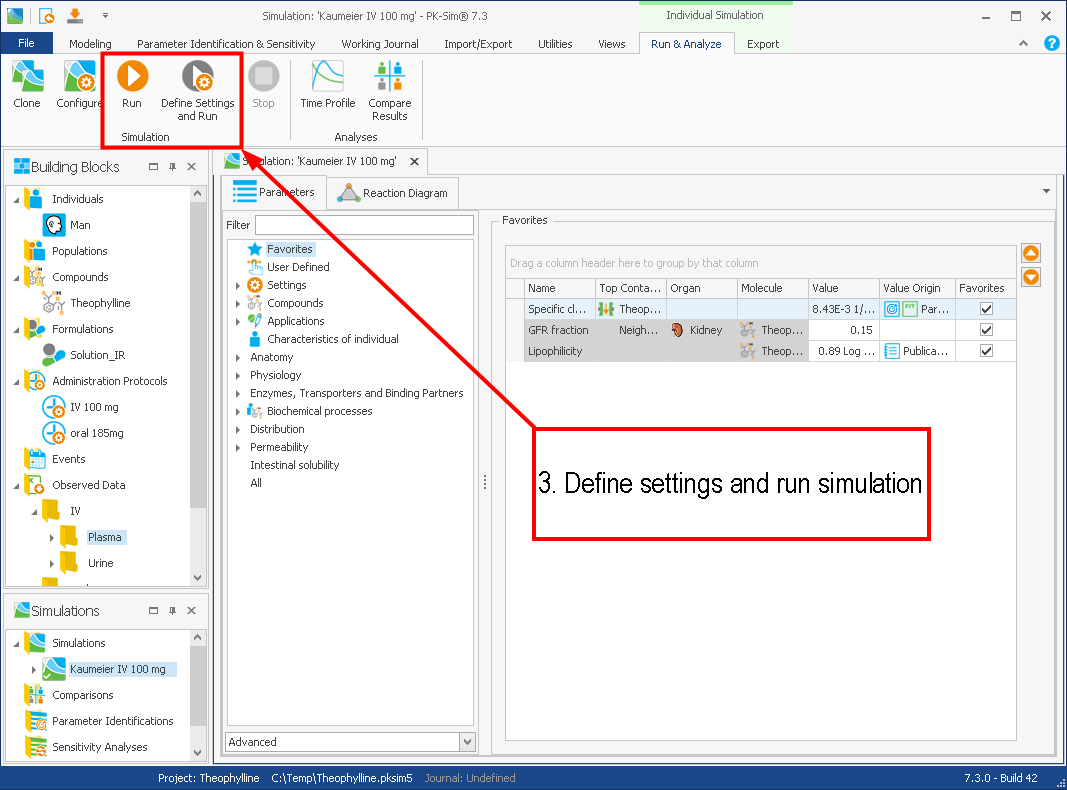 Simulation: 'Kaumeier IV 100 mg' - PK-Sim® 7.3
Individual Simulation
File
Modeling
Parameter Identification & Sensitivity
Working Journal
Import/Export
Utilities
Views
Run & Analyze
Export
Clone
Configure
Run
Define Settings
and Run
Stop
Time Profile
Compare
Results
Simulation
Analyses
Building Blocks
Individuals
Man
Populations
Compounds
Theophylline
Formulations
Solution_IR
Administration Protocols
IV 100 mg
oral 185mg
Events
Observed Data
IV
Plasma
Urine
Simulations
Simulations
Kaumeier IV 100 mg
Comparisons
Parameter Identifications
Sensitivity Analyses
Simulation: 'Kaumeier IV 100 mg'
Parameters
Reaction Diagram
Filter
Favorites
User Defined
Settings
Compounds
Applications
Characteristics of individual
Anatomy
Physiology
Enzymes, Transporters and Binding Partners
Biochemical processes
Distribution
Permeability
Intestinal solubility
All
Advanced
Favorites
Drag a column header here to group by that column
Name Top Conta... Organ Molecule Value Value Origin Favorites
Specific cl... Theop... 8.43E-3 1/... FIT Par...
GFR fraction Neigh... Kidney Theop... 0.15
Lipophilicity Theop... 0.89 Log ... Publica...
3. Define settings and run simulation
Project: Theophylline C:\Temp\Theophylline.pksim5 Journal: Undefined
7.3.0 - Build 42